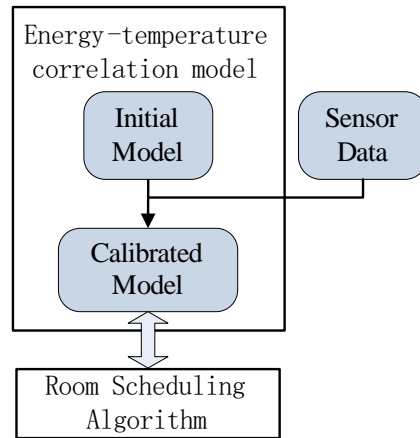 Energy-temperature
correlation model
Initial
Model
Sensor
Data
Calibrated
Model
Room Scheduling
Algorithm